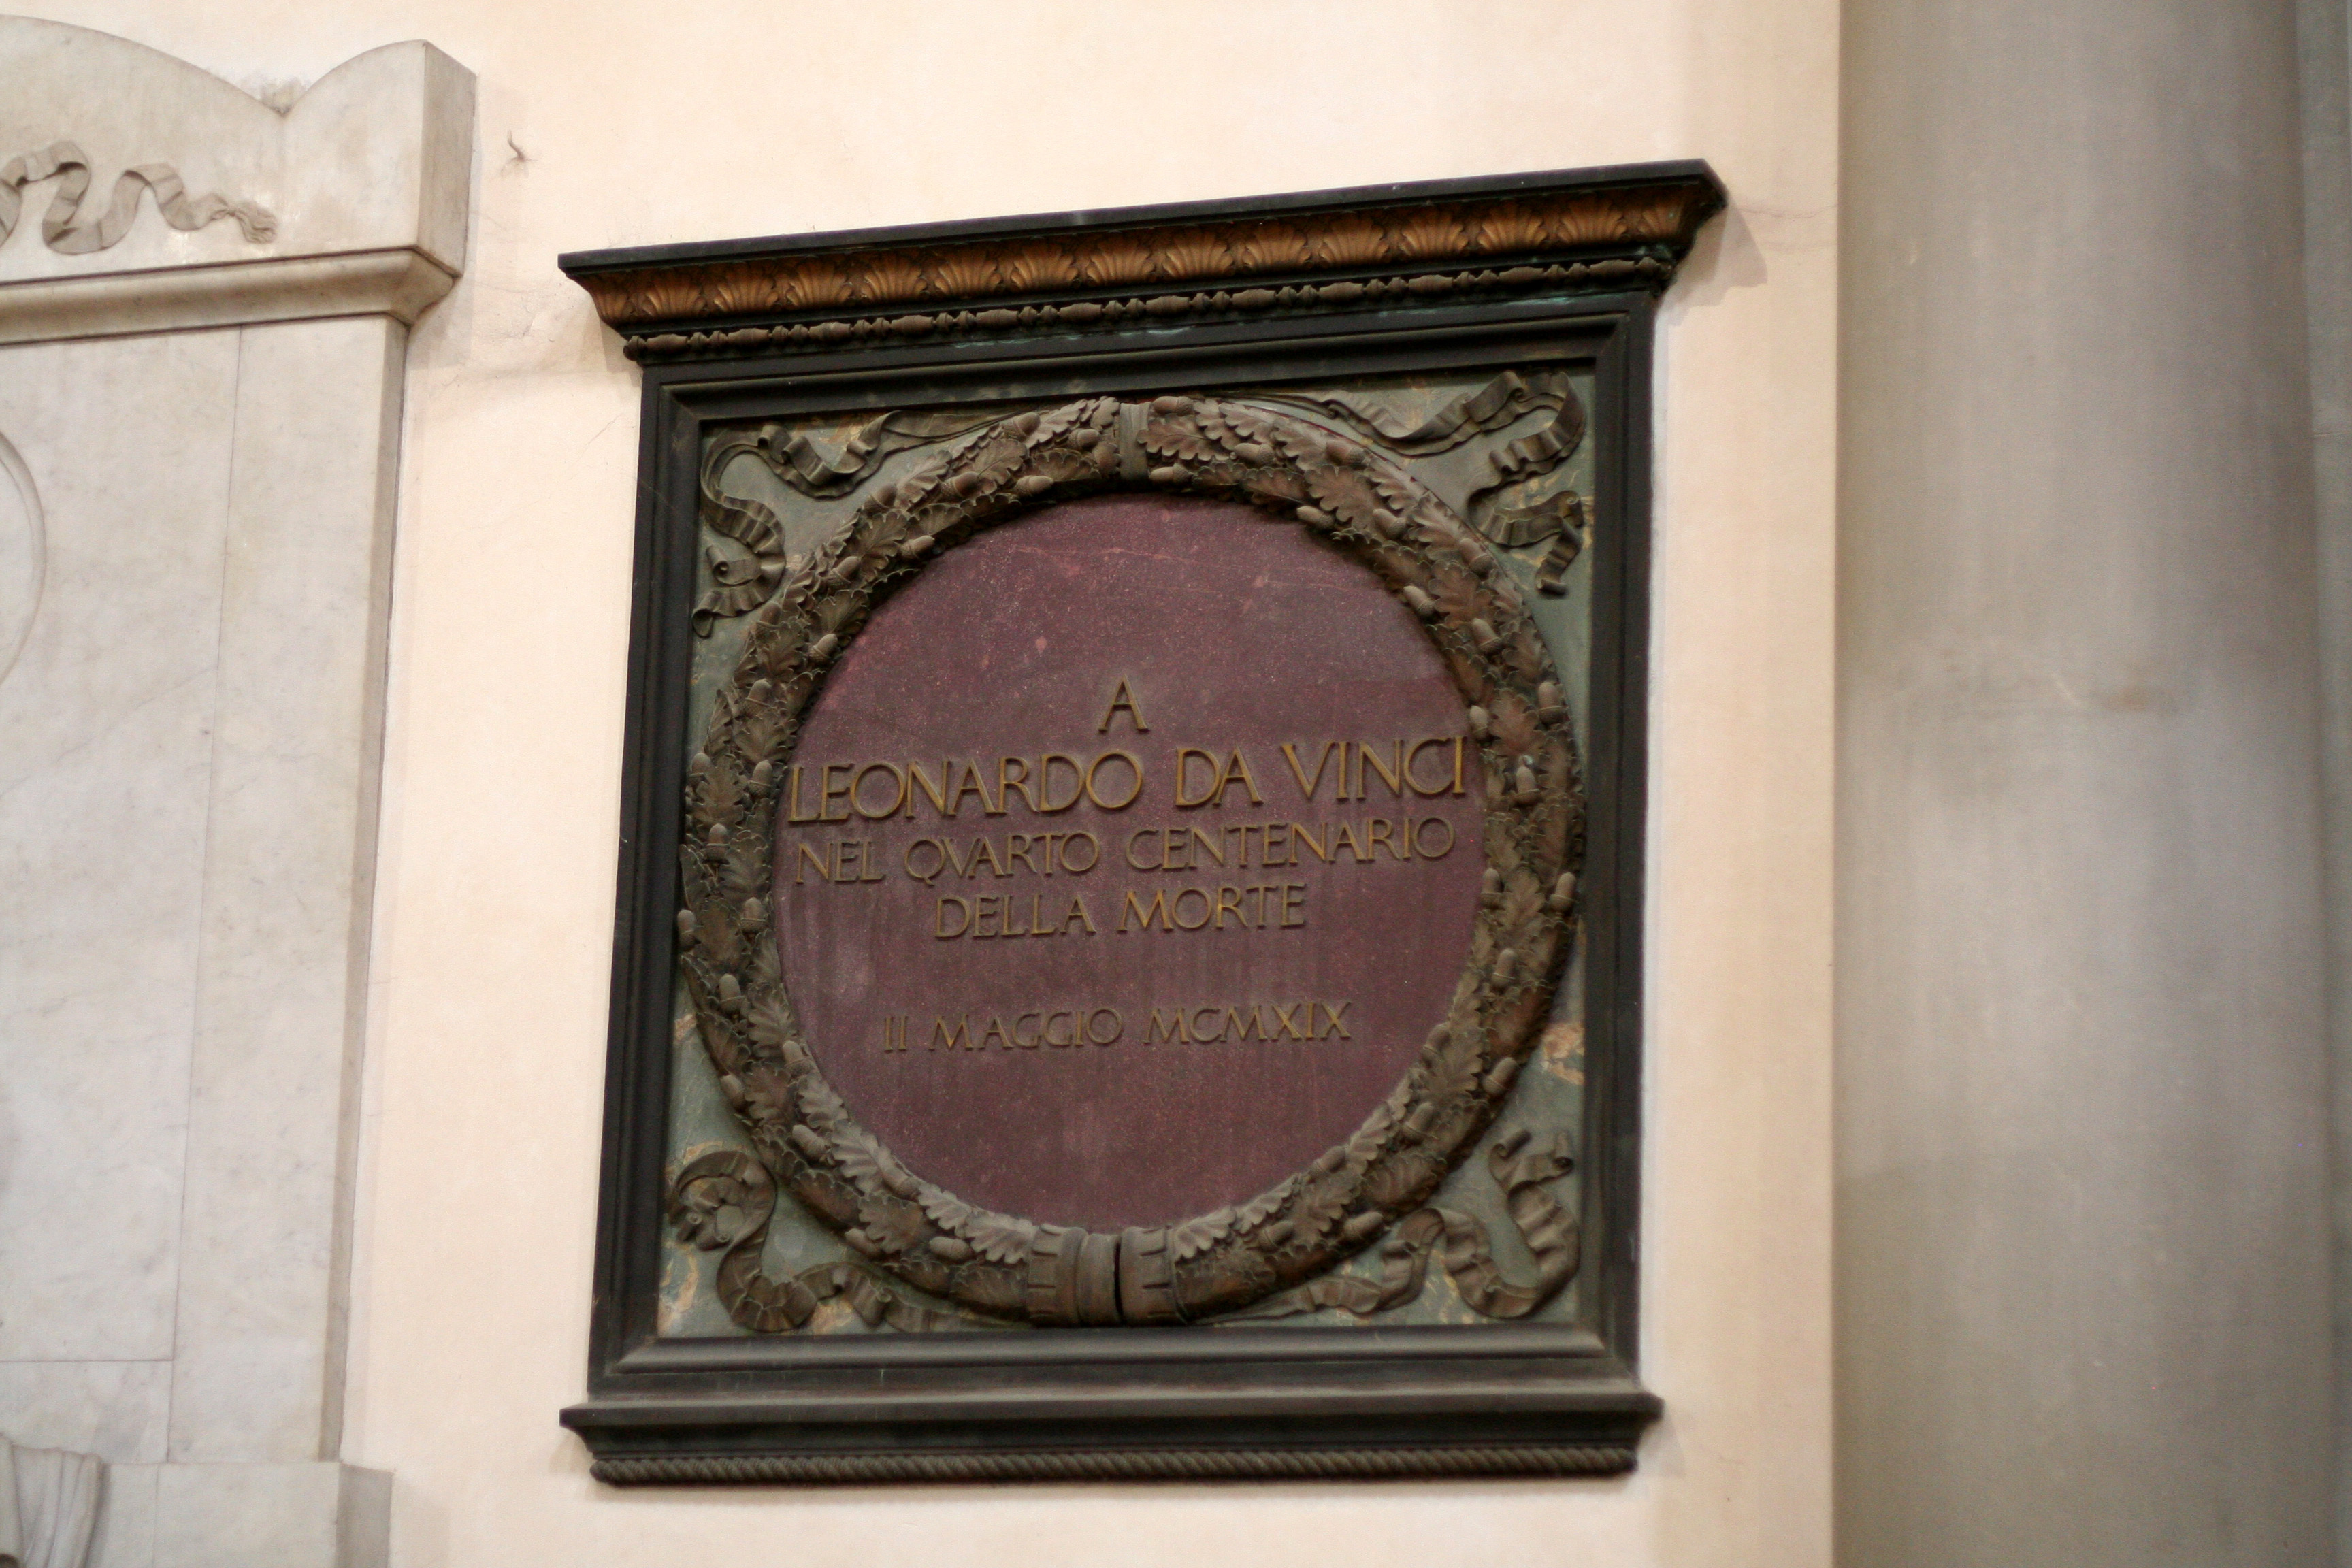 A
LEONARDO DA VINCI
NEL QVARTO CENTENARIO
DELLA MORTE
II MAGGIO MCMXIX